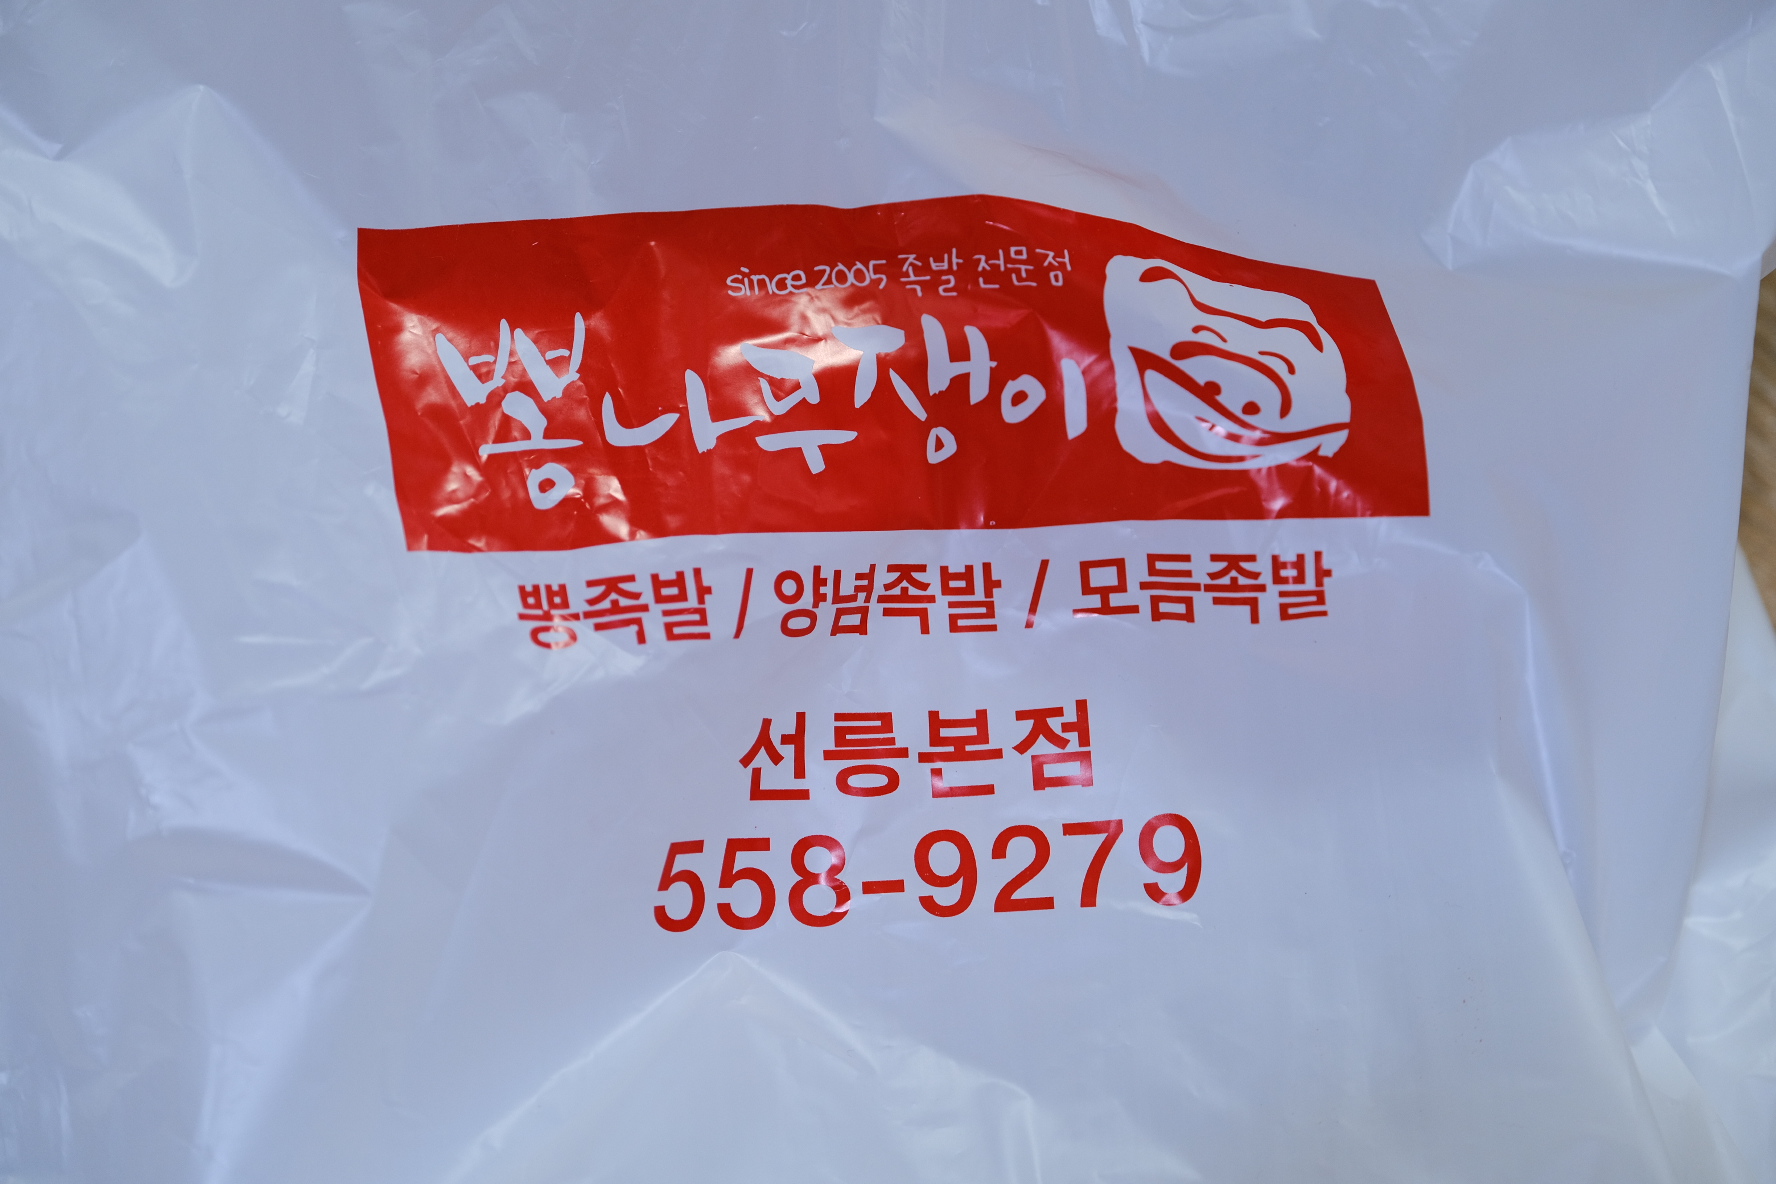 since 2005 족발 전문점
뽕나무쟁이
뽕족발 / 양념족발 / 모듬족발
선릉본점
558-9279